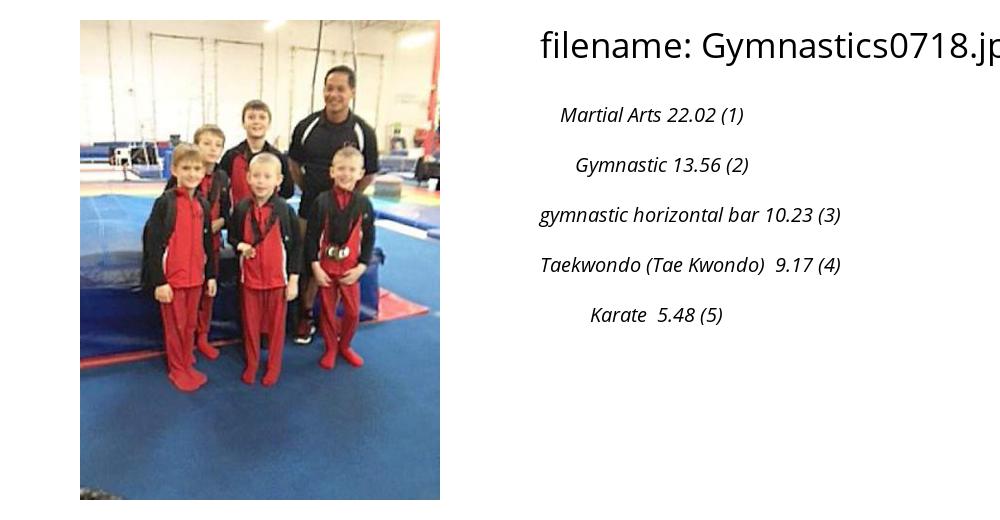 filename: Gymnastics0718.jp
Martial Arts 22.02 (1)
Gymnastic 13.56 (2)
gymnastic horizontal bar 10.23 (3)
Taekwondo (Tae Kwondo)  9.17 (4)
Karate  5.48 (5)